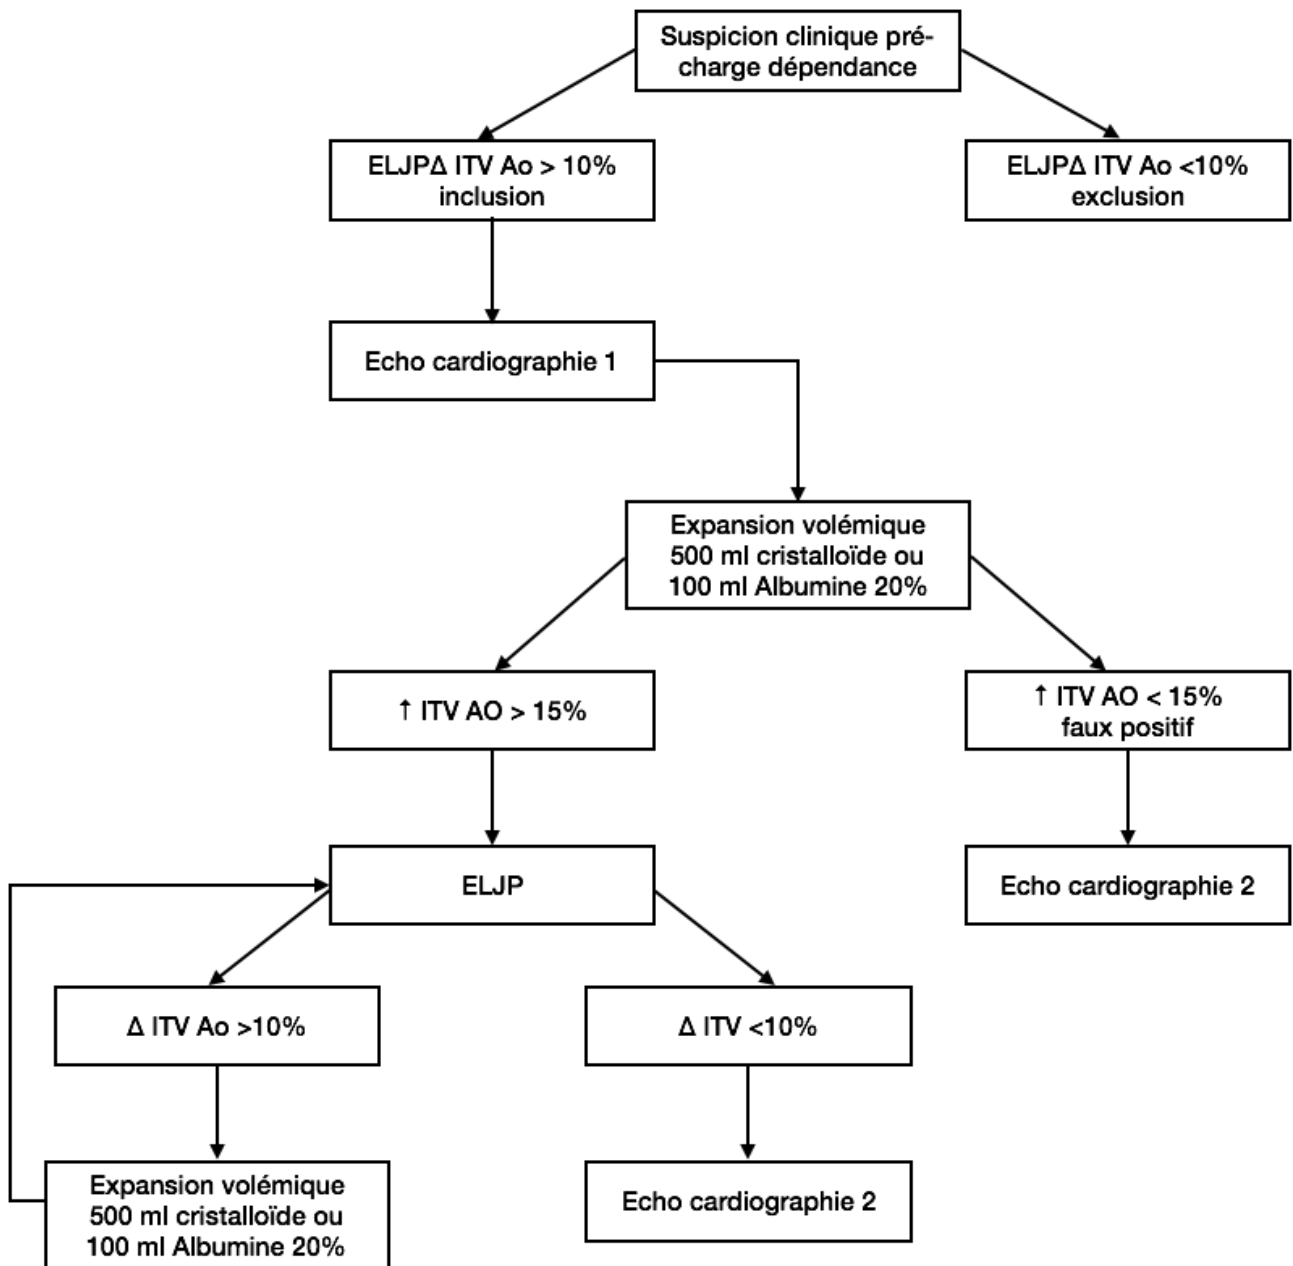 Suspicion clinique pré-
charge dépendance
ELJPΔ ITV Ao > 10%
inclusion
ELJPΔ ITV Ao <10%
exclusion
Echo cardiographie 1
Expansion volémique
500 ml cristalloïde ou
100 ml Albumine 20%
↑ ITV AO > 15%
↑ ITV AO < 15%
faux positif
ELJP
Echo cardiographie 2
Δ ITV Ao >10%
Δ ITV <10%
Expansion volémique
500 ml cristalloïde ou
100 ml Albumine 20%
Echo cardiographie 2